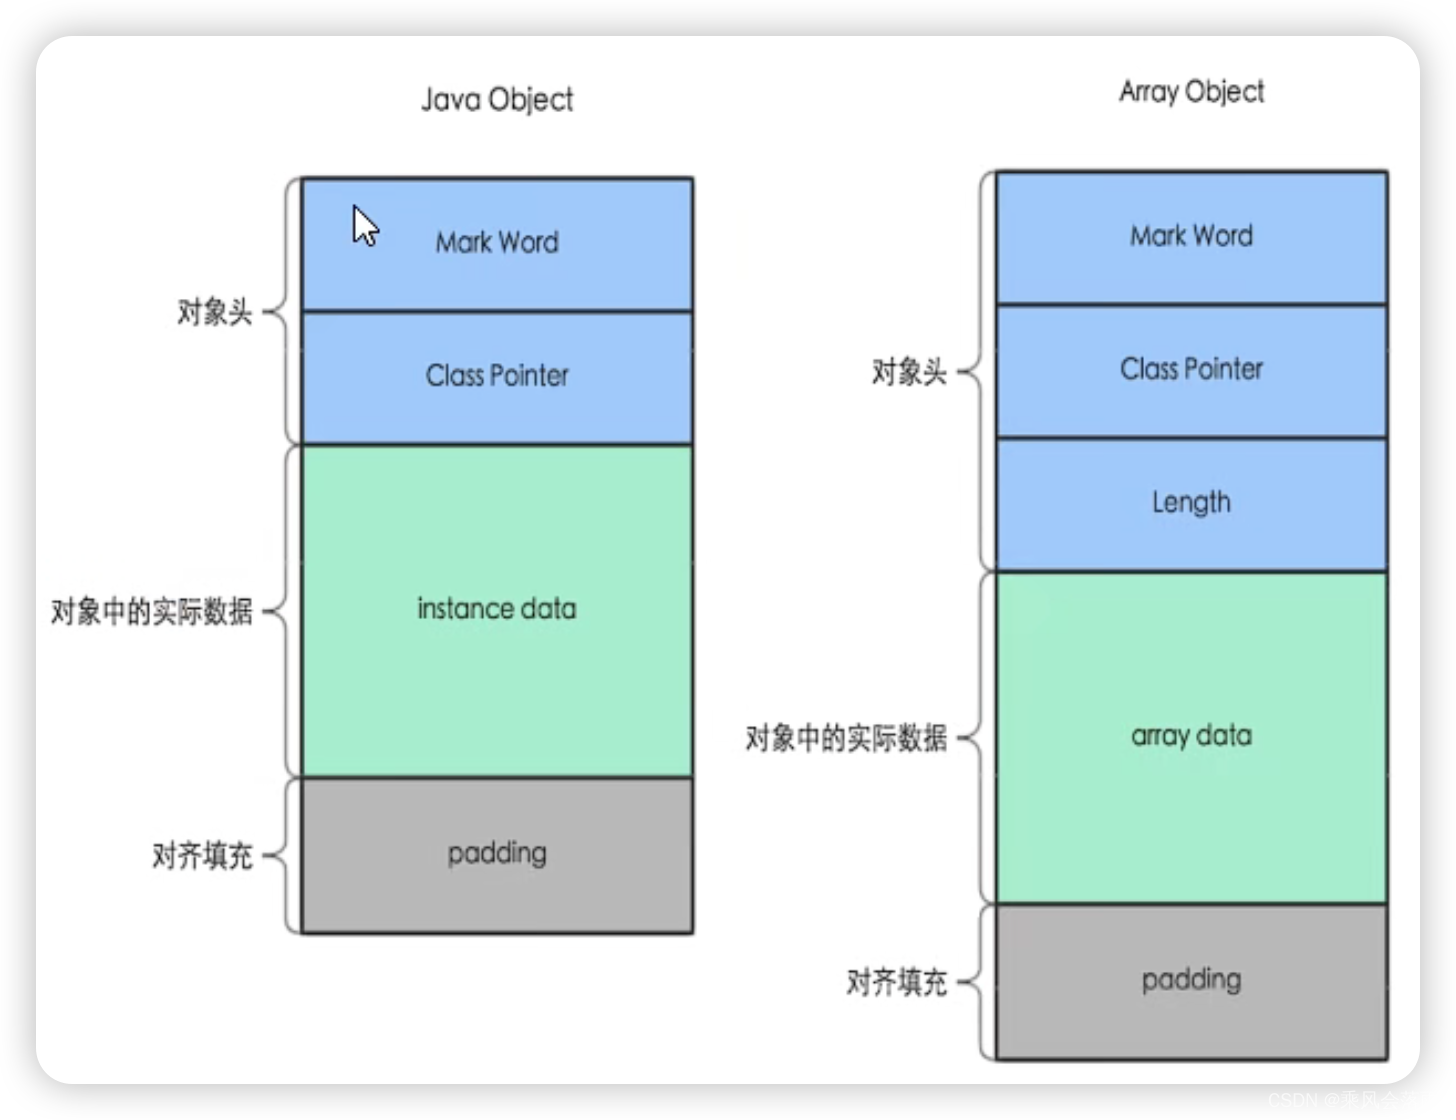 Java Object
Mark Word
对象头
Class Pointer
对象中的实际数据
instance data
对齐填充
padding
Array Object
Mark Word
Class Pointer
对象头
Length
对象中的实际数据
array data
对齐填充
padding
CSDN @乘风